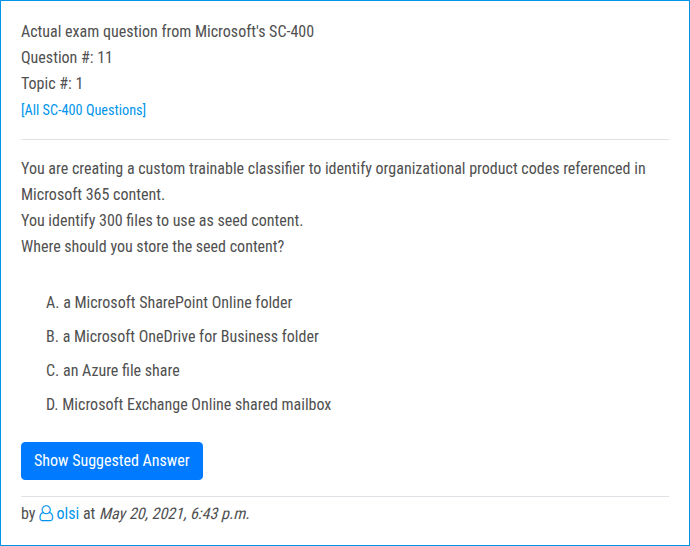 Actual exam question from Microsoft's SC-400
Question #: 11
Topic #: 1
[All SC-400 Questions]
You are creating a custom trainable classifier to identify organizational product codes referenced in
Microsoft 365 content.
You identify 300 files to use as seed content.
Where should you store the seed content?
A. a Microsoft SharePoint Online folder
B. a Microsoft OneDrive for Business folder
C. an Azure file share
D. Microsoft Exchange Online shared mailbox
Show Suggested Answer
by olsi at May 20, 2021, 6:43 p.m.